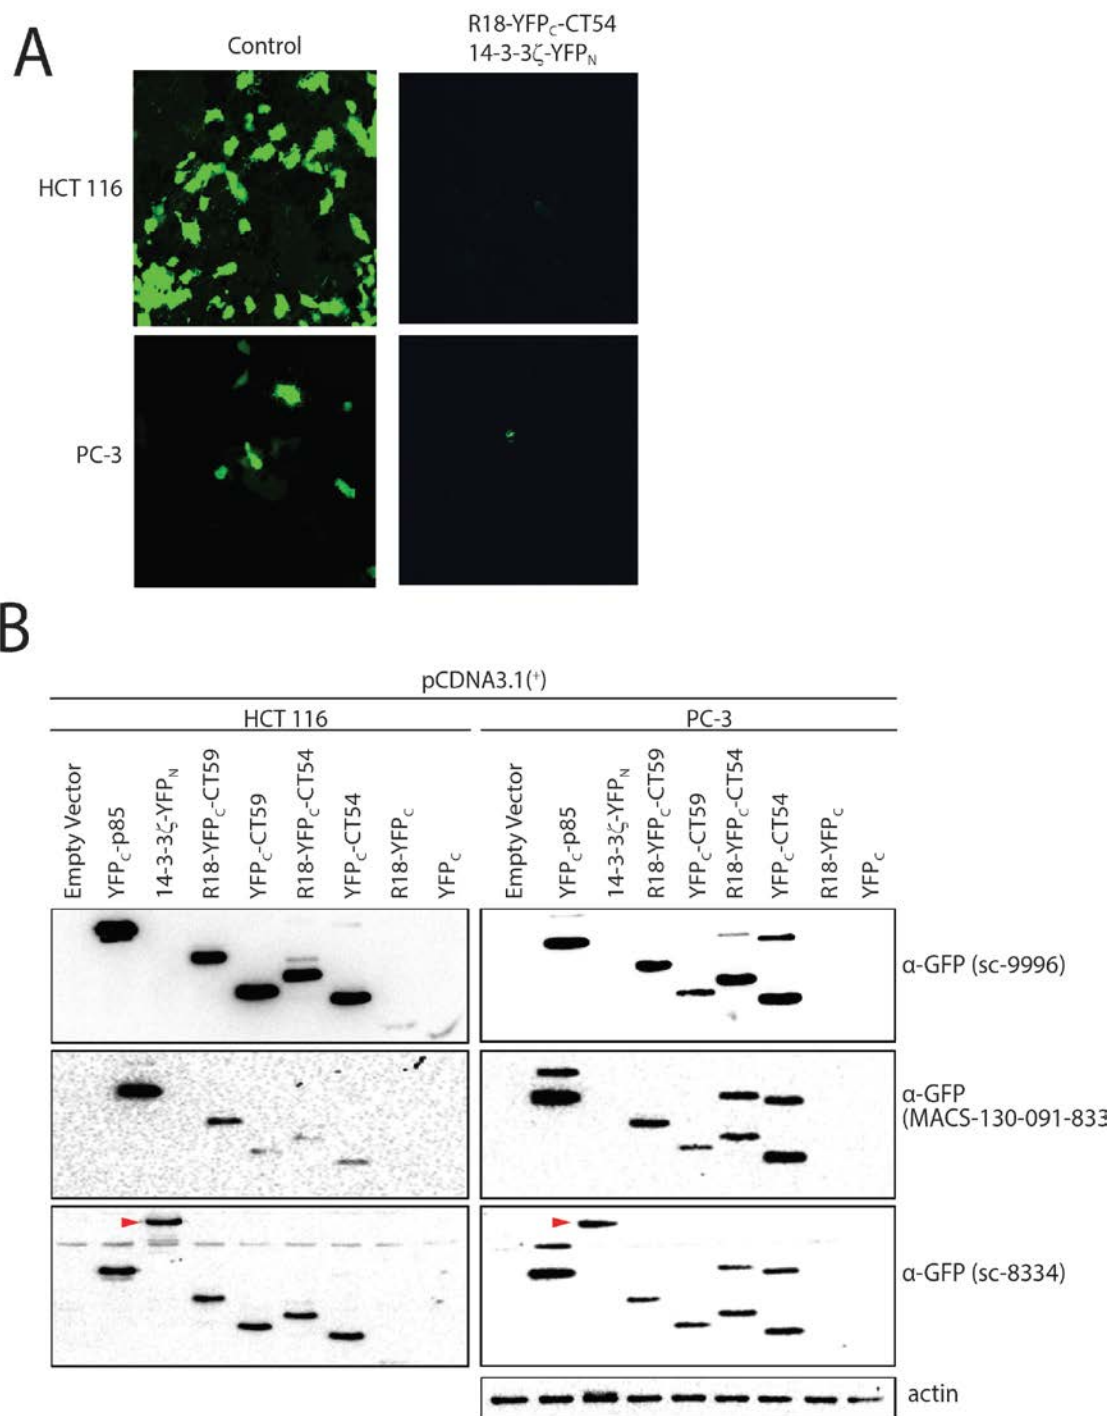 A
Control
R18-YFPC-CT54
14-3-3ζ-YFPN
HCT 116
PC-3
B
pCDNA3.1(+)
HCT 116
PC-3
Empty Vector
YFPC-p85
14-3-3ζ-YFPN
R18-YFPC-CT59
YFPC-CT59
R18-YFPC-CT54
YFPC-CT54
R18-YFPC
YFPC
Empty Vector
YFPC-p85
14-3-3ζ-YFPN
R18-YFPC-CT59
YFPC-CT59
R18-YFPC-CT54
YFPC-CT54
R18-YFPC
YFPC
α-GFP (sc-9996)
α-GFP
(MACS-130-091-833
α-GFP (sc-8334)
actin